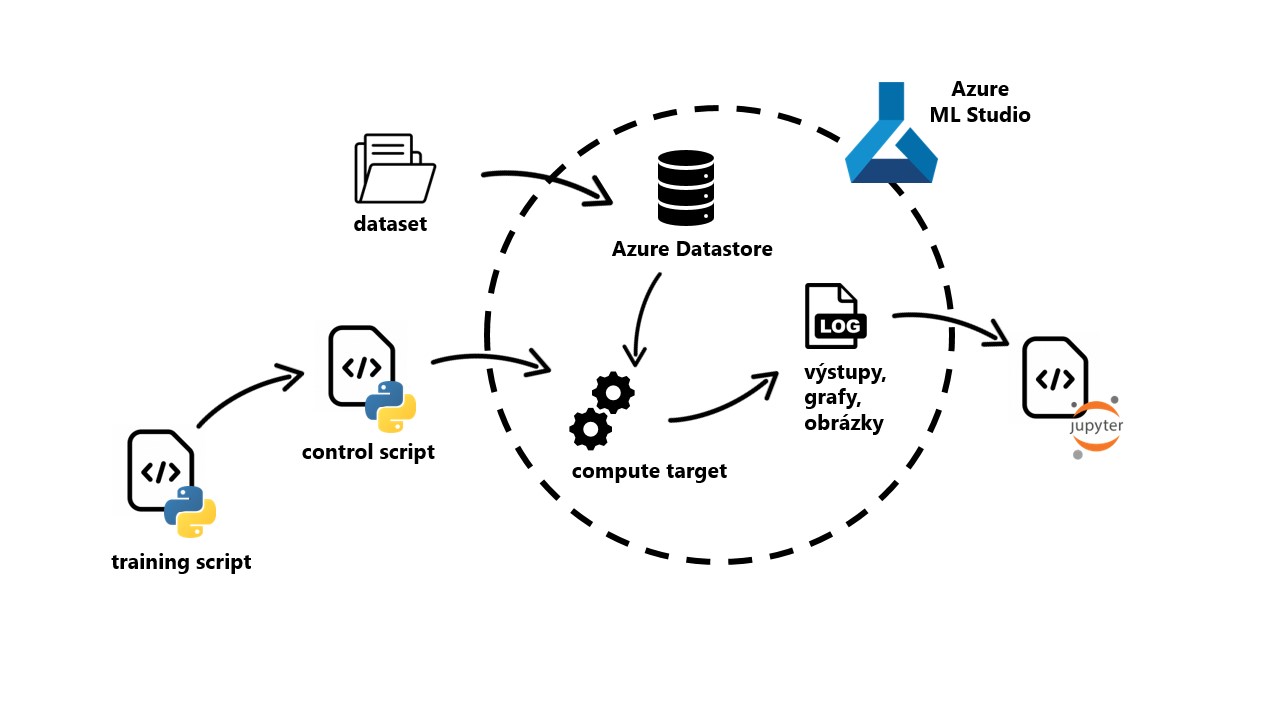 Azure
ML Studio
dataset
Azure Datastore
LOG
výstupy,
grafy,
obrázky
</>
control script
compute target
</>
jupyter
</>
training script